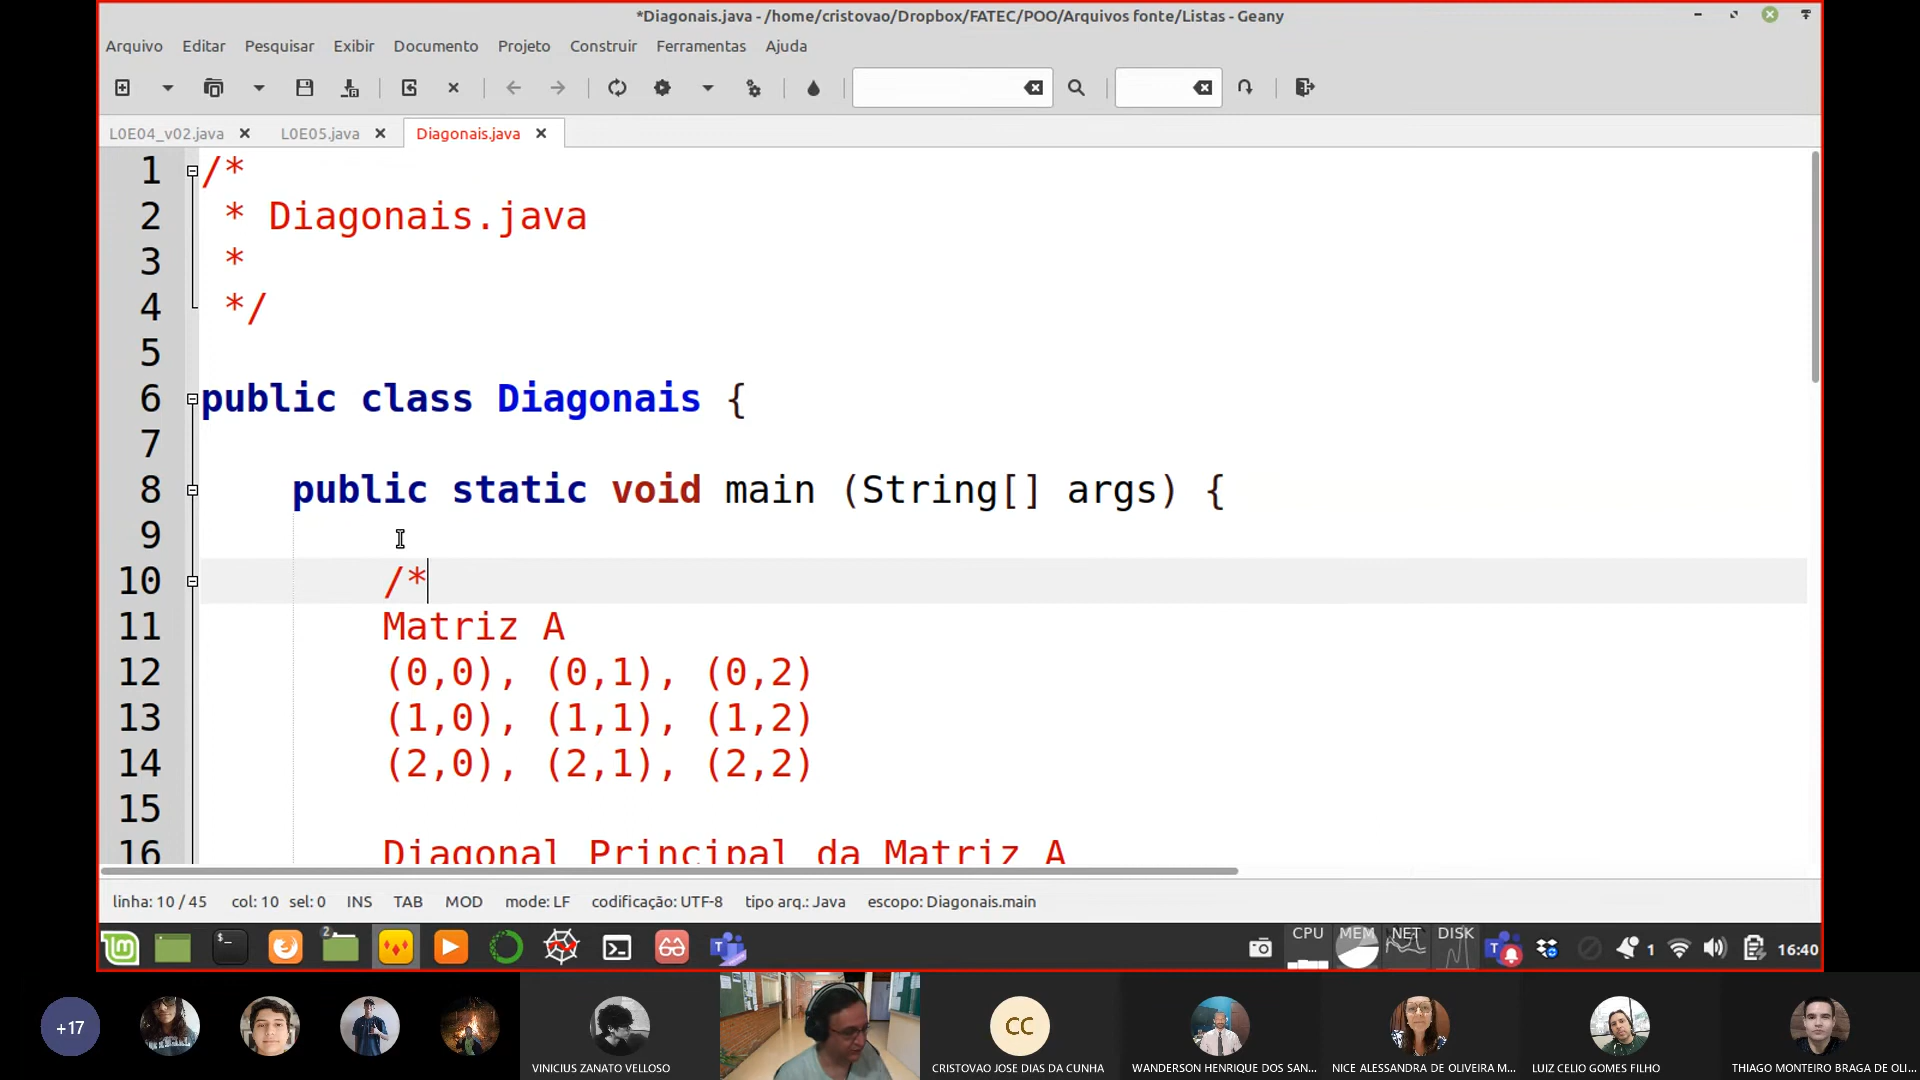 *Diagonais.java - /home/cristovao/Dropbox/FATEC/POO/Arquivos fonte/Listas - Geany
Arquivo Editar Pesquisar Exibir Documento Projeto Construir Ferramentas Ajuda
L0E04_v02.java L0E05.java Diagonais.java
1 /*
2 * Diagonais.java
3 *
4 */
5
6 public class Diagonais {
7
8 public static void main (String[] args) {
9
10 /*
11 Matriz A
12 (0,0), (0,1), (0,2)
13 (1,0), (1,1), (1,2)
14 (2,0), (2,1), (2,2)
15
16 Diagonal Principal da Matriz A
linha: 10 / 45 col: 10 sel: 0 INS TAB MOD mode: LF codificação: UTF-8 tipo arq.: Java escopo: Diagonais.main
2 CPU MEM NET DISK 1 16:40
+17 CC
VINICIUS ZANATO VELLOSO CRISTOVAO JOSE DIAS DA CUNHA WANDERSON HENRIQUE DOS SAN... NICE ALESSANDRA DE OLIVEIRA M... LUIZ CELIO GOMES FILHO THIAGO MONTEIRO BRAGA DE OLI...